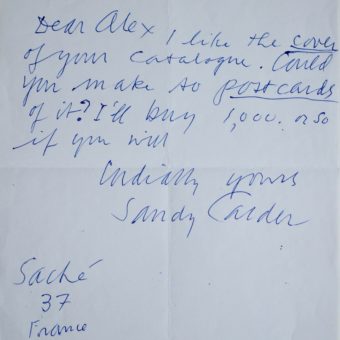 Dear Alex
I like the cover
of your catalogue. Could
you make so postcards
of it? I'll buy 1,000. or so
if you will
Cordially yours
Sandy Calder
Saché
37
France